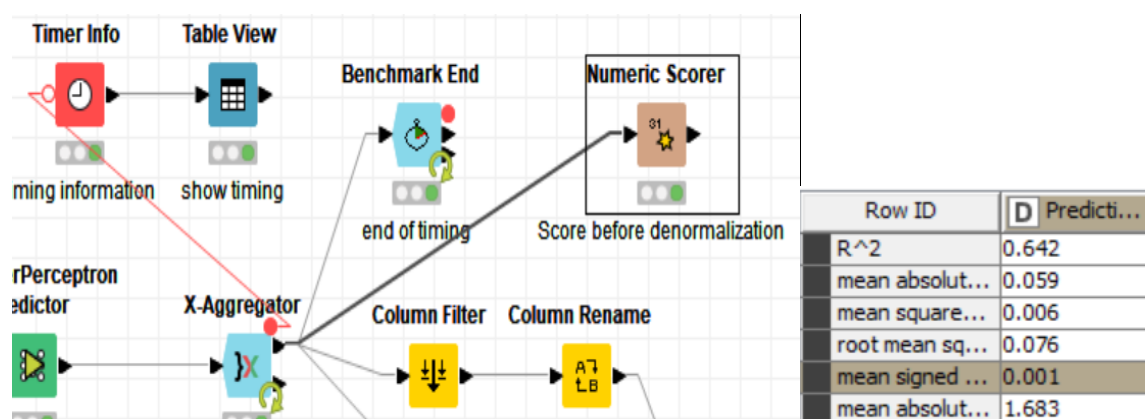 Timer Info
Table View
Benchmark End
Numeric Scorer
ming information
show timing
end of timing
Score before denormalization
rPerceptron
edictor
X-Aggregator
Column Filter
Column Rename
Row ID
D Predicti...
R^2 0.642
mean absolut... 0.059
mean square... 0.006
root mean sq... 0.076
mean signed ... 0.001
mean absolut... 1.683